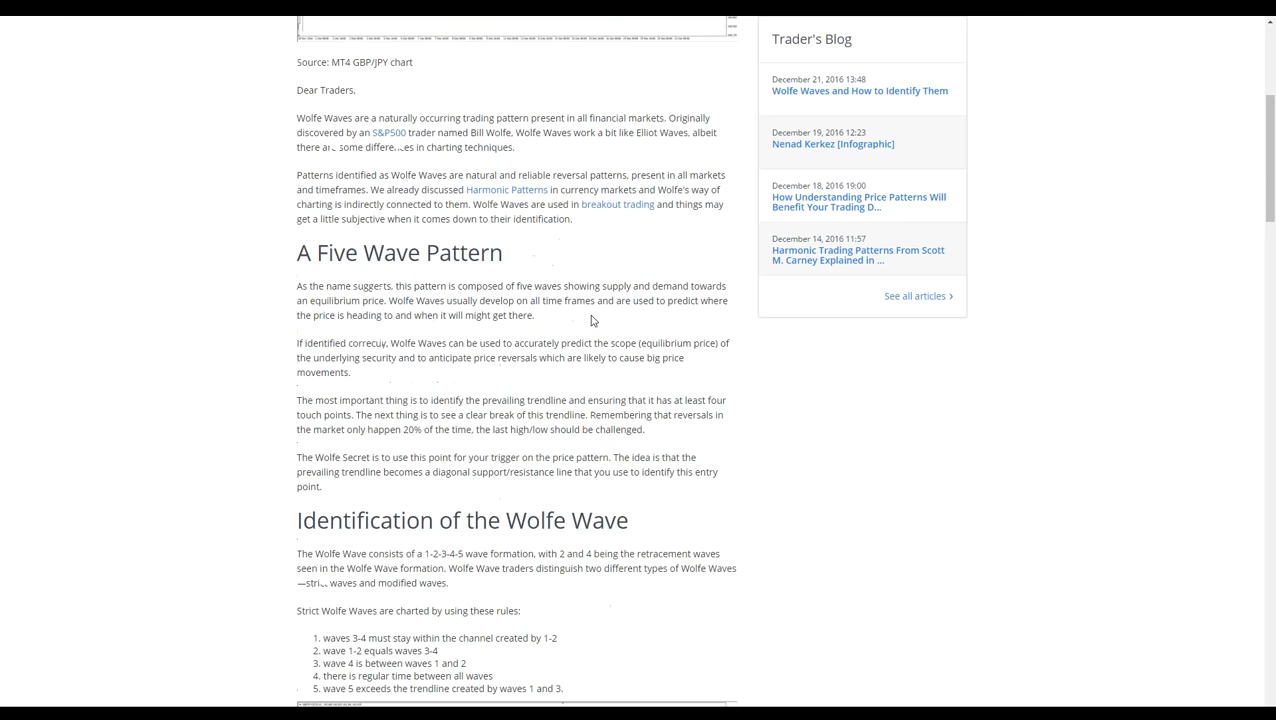 Source: MT4 GBP/JPY chart
Dear Traders,
Wolfe Waves are a naturally occurring trading pattern present in all financial markets. Originally
discovered by an S&P500 trader named Bill Wolfe, Wolfe Waves work a bit like Elliot Waves, albeit
there are some differences in charting techniques.
Patterns identified as Wolfe Waves are natural and reliable reversal patterns, present in all markets
and timeframes. We already discussed Harmonic Patterns in currency markets and Wolfe's way of
charting is indirectly connected to them. Wolfe Waves are used in breakout trading and things may
get a little subjective when it comes down to their identification.
A Five Wave Pattern
As the name suggests, this pattern is composed of five waves showing supply and demand towards
an equilibrium price. Wolfe Waves usually develop on all time frames and are used to predict where
the price is heading to and when it will might get there.
If identified correctly, Wolfe Waves can be used to accurately predict the scope (equilibrium price) of
the underlying security and to anticipate price reversals which are likely to cause big price
movements.
The most important thing is to identify the prevailing trendline and ensuring that it has at least four
touch points. The next thing is to see a clear break of this trendline. Remembering that reversals in
the market only happen 20% of the time, the last high/low should be challenged.
The Wolfe Secret is to use this point for your trigger on the price pattern. The idea is that the
prevailing trendline becomes a diagonal support/resistance line that you use to identify this entry
point.
Identification of the Wolfe Wave
The Wolfe Wave consists of a 1-2-3-4-5 wave formation, with 2 and 4 being the retracement waves
seen in the Wolfe Wave formation. Wolfe Wave traders distinguish two different types of Wolfe Waves
—strict waves and modified waves.
Strict Wolfe Waves are charted by using these rules:
1. waves 3-4 must stay within the channel created by 1-2
2. wave 1-2 equals waves 3-4
3. wave 4 is between waves 1 and 2
4. there is regular time between all waves
5. wave 5 exceeds the trendline created by waves 1 and 3.
Trader's Blog
December 21, 2016 13:48
Wolfe Waves and How to Identify Them
December 19, 2016 12:23
Nenad Kerkez [Infographic]
December 18, 2016 19:00
How Understanding Price Patterns Will
Benefit Your Trading D...
December 14, 2016 11:57
Harmonic Trading Patterns From Scott
M. Carney Explained in ...
See all articles